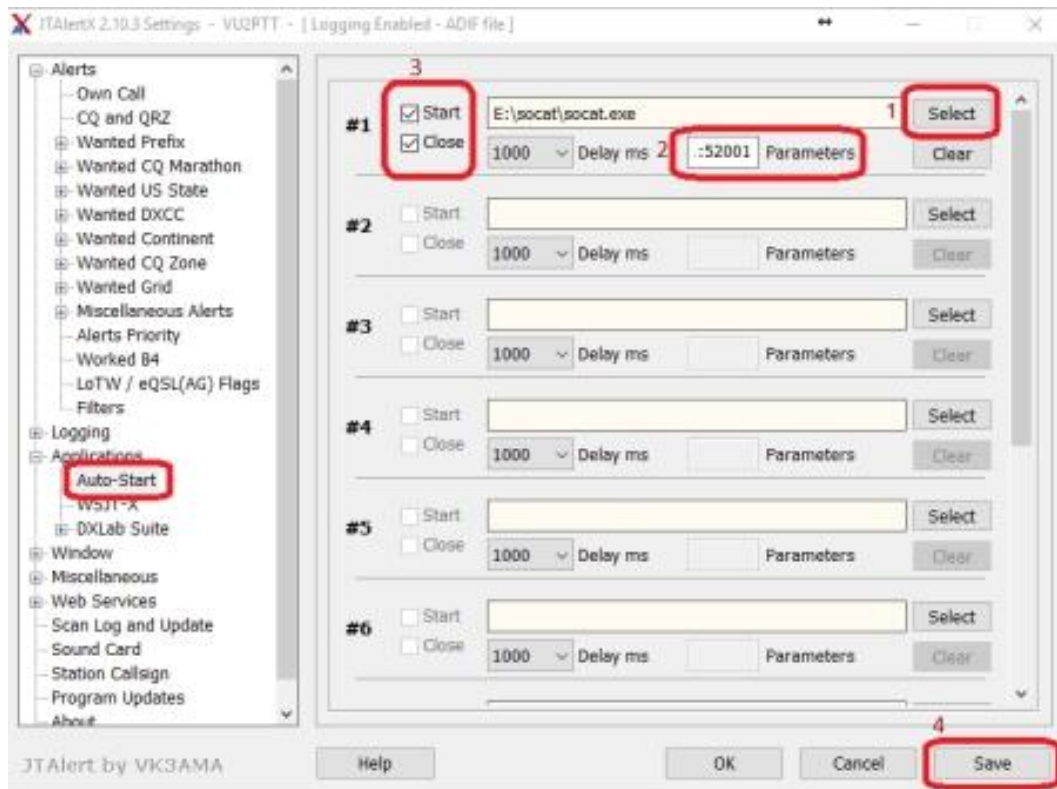 JTAlertX 2.10.3 Settings - VU2PTT - [ Logging Enabled - ADIF file ]
Alerts
Own Call
CQ and QRZ
Wanted Prefix
Wanted CQ Marathon
Wanted US State
Wanted DXCC
Wanted Continent
Wanted CQ Zone
Wanted Grid
Miscellaneous Alerts
Alerts Priority
Worked B4
LoTW / eQSL(AG) Flags
Filters
Logging
Applications
Auto-Start
WSJT-X
DXLab Suite
Window
Miscellaneous
Web Services
Scan Log and Update
Sound Card
Station Callsign
Program Updates
About
3
#1 Start E:\socat\socat.exe 1 Select
Close 1000 Delay ms 2 .:52001 Parameters Clear
#2 Start Select
Close 1000 Delay ms Parameters Clear
#3 Start Select
Close 1000 Delay ms Parameters Clear
#4 Start Select
Close 1000 Delay ms Parameters Clear
#5 Start Select
Close 1000 Delay ms Parameters Clear
#6 Start Select
Close 1000 Delay ms Parameters Clear
4
JTAlert by VK3AMA Help OK Cancel Save